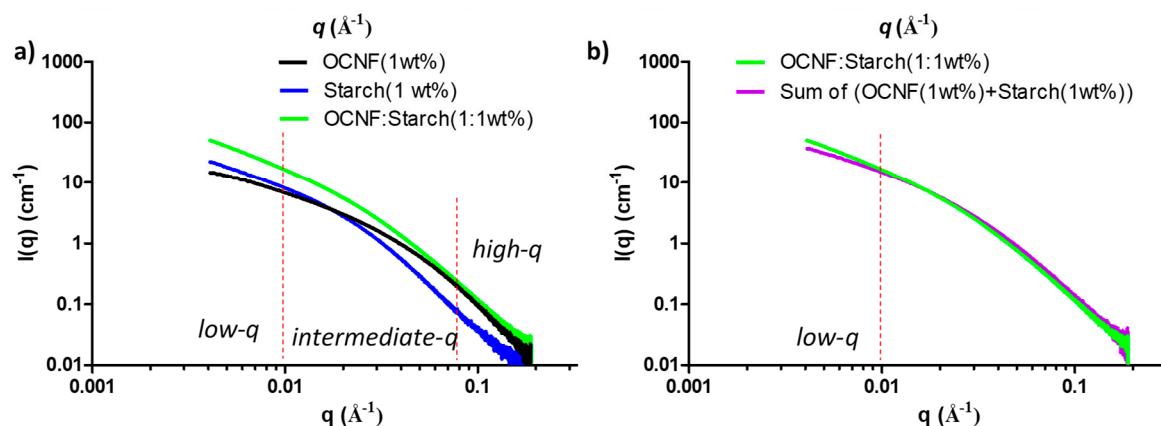 a)
q (Å⁻¹)
OCNF(1wt%)
Starch(1 wt%)
OCNF:Starch(1:1wt%)
1000
100
10
1
0.1
0.01
I(q) (cm⁻¹)
high-q
low-q
intermediate-q
0.001
0.01
0.1
q (Å⁻¹)
b)
q (Å⁻¹)
OCNF:Starch(1:1wt%)
Sum of (OCNF(1wt%)+Starch(1wt%))
1000
100
10
1
0.1
0.01
I(q) (cm⁻¹)
low-q
0.001
0.01
0.1
q (Å⁻¹)